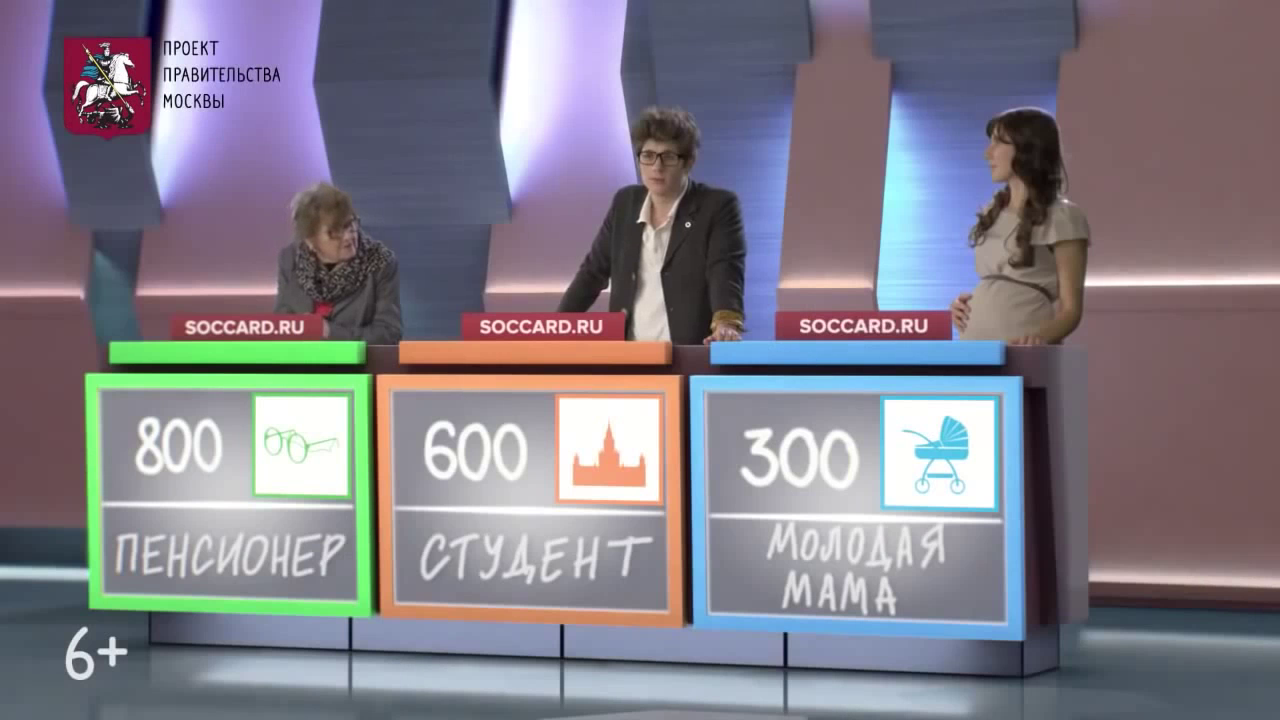 ПРОЕКТ
ПРАВИТЕЛЬСТВА
МОСКВЫ
SOCCARD.RU
SOCCARD.RU
SOCCARD.RU
800
600
300
ПЕНСИОНЕР
СТУДЕНТ
МОЛОДАЯ
МАМА
6+